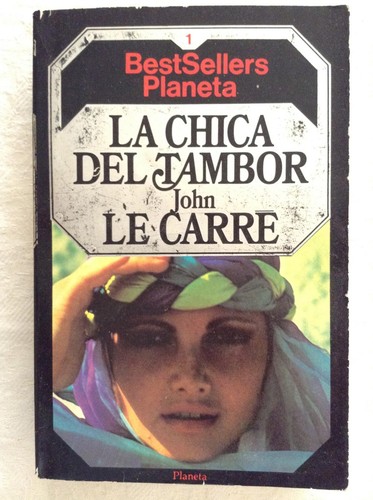 1
BestSellers
Planeta
LA CHICA
DEL TAMBOR
John
LE CARRE
Planeta